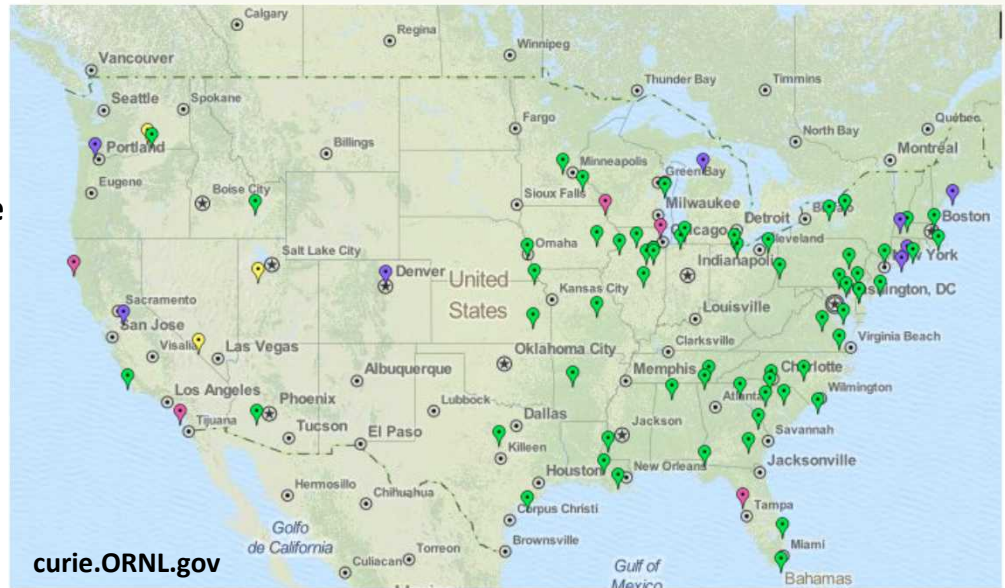 Calgary
Regina
Winnipeg
Vancouver
Thunder Bay
Timmins
Seattle
Spokane
Québec
Fargo
North Bay
Portland
Billings
Minneapolis
Montréal
Green Bay
Eugene
Boise City
Sioux Falls
e
Milwaukee
Detroit
Boston
Chicago
Cleveland
Salt Lake City
Omaha
New York
Denver
United
States
Indianapoli
Sacramento
Kansas City
Washington, DC
San Jose
Louisville
Visalia
Las Vegas
Clarksville
Virginia Beach
Oklahoma City
Albuquerque
Memphis
Charlotte
Los Angeles
Phoenix
Lubbock
Dallas
Atlanta
Wilmington
Tijuana
Tucson
El Paso
Jackson
Savannah
Killeen
Jacksonville
Houston
New Orleans
Hermosillo
Chihuahua
Corpus Christi
Tampa
Golfo
de California
Brownsville
Torreon
Miami
Culiacan
Gulf of
Mexico
Bahamas
curie.ORNL.gov